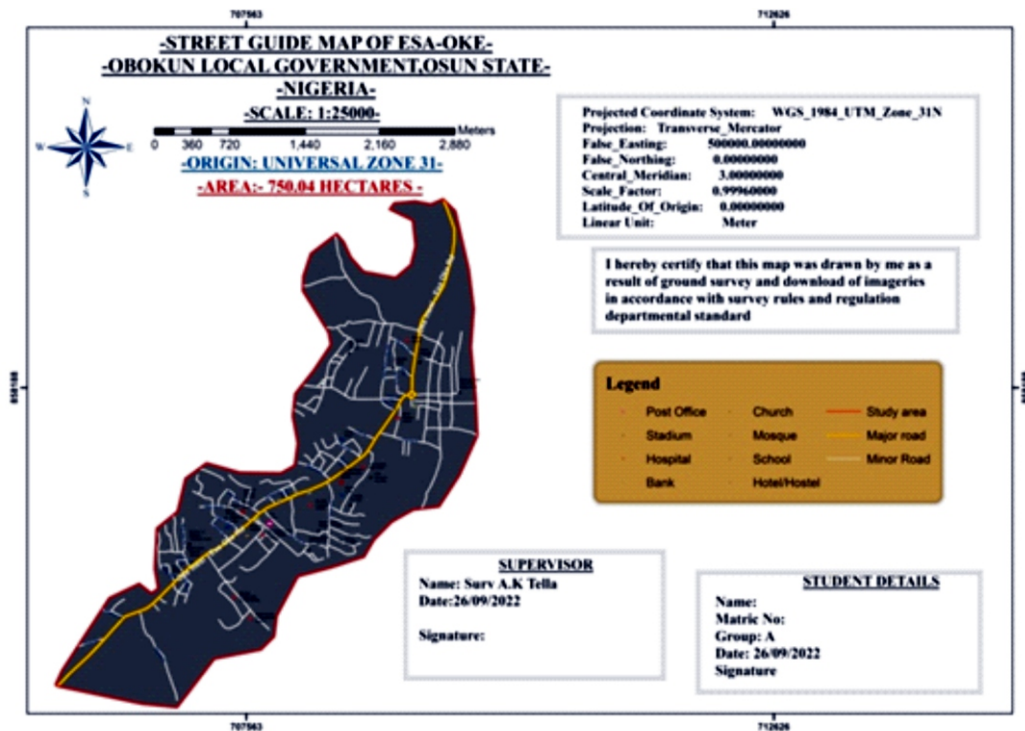 707563
712626
-STREET GUIDE MAP OF ESA-OKE-
-OBOKUN LOCAL GOVERNMENT,OSUN STATE-
-NIGERIA-
-SCALE: 1:25000-
N
W
E
S
Meters
0 360 720 1,440 2,160 2,880
-ORIGIN: UNIVERSAL ZONE 31-
-AREA:- 750.04 HECTARES -
Projected Coordinate System: WGS_1984_UTM_Zone_31N
Projection: Transverse_Mercator
False_Easting: 500000.00000000
False_Northing: 0.00000000
Central_Meridian: 3.00000000
Scale_Factor: 0.99960000
Latitude_Of_Origin: 0.00000000
Linear Unit: Meter
I hereby certify that this map was drawn by me as a
result of ground survey and download of imageries
in accordance with survey rules and regulation
departmental standard
Legend
Post Office
Stadium
Hospital
Bank
Church
Mosque
School
Hotel/Hostel
Study area
Major road
Minor Road
SUPERVISOR
Name: Surv A.K Tella
Date:26/09/2022
Signature:
STUDENT DETAILS
Name:
Matric No:
Group: A
Date: 26/09/2022
Signature
707563
712626